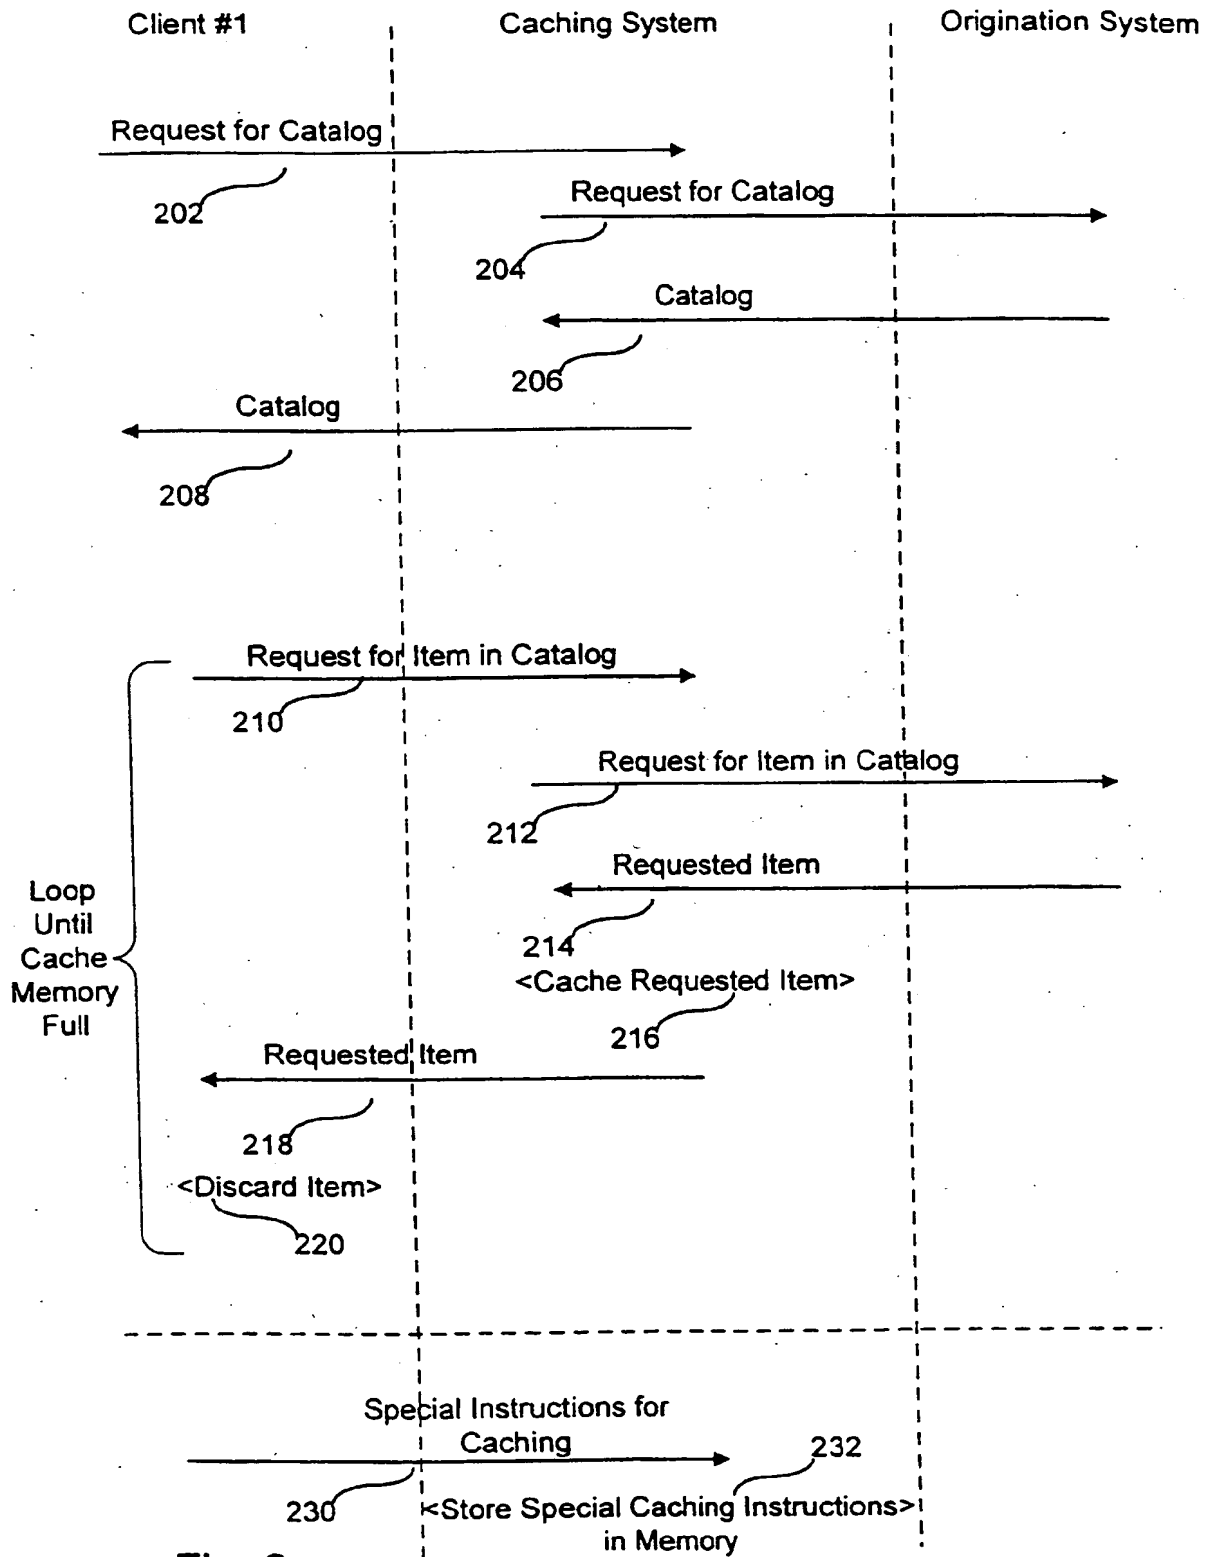 Client #1
Caching System
Origination System
Request for Catalog
202
Request for Catalog
204
Catalog
206
Catalog
208
Request for Item in Catalog
210
Request for Item in Catalog
212
Requested Item
214
<Cache Requested Item>
216
Loop
Until
Cache
Memory
Full
Requested Item
218
<Discard Item>
220
Special Instructions for
Caching
230
232
<Store Special Caching Instructions>
in Memory